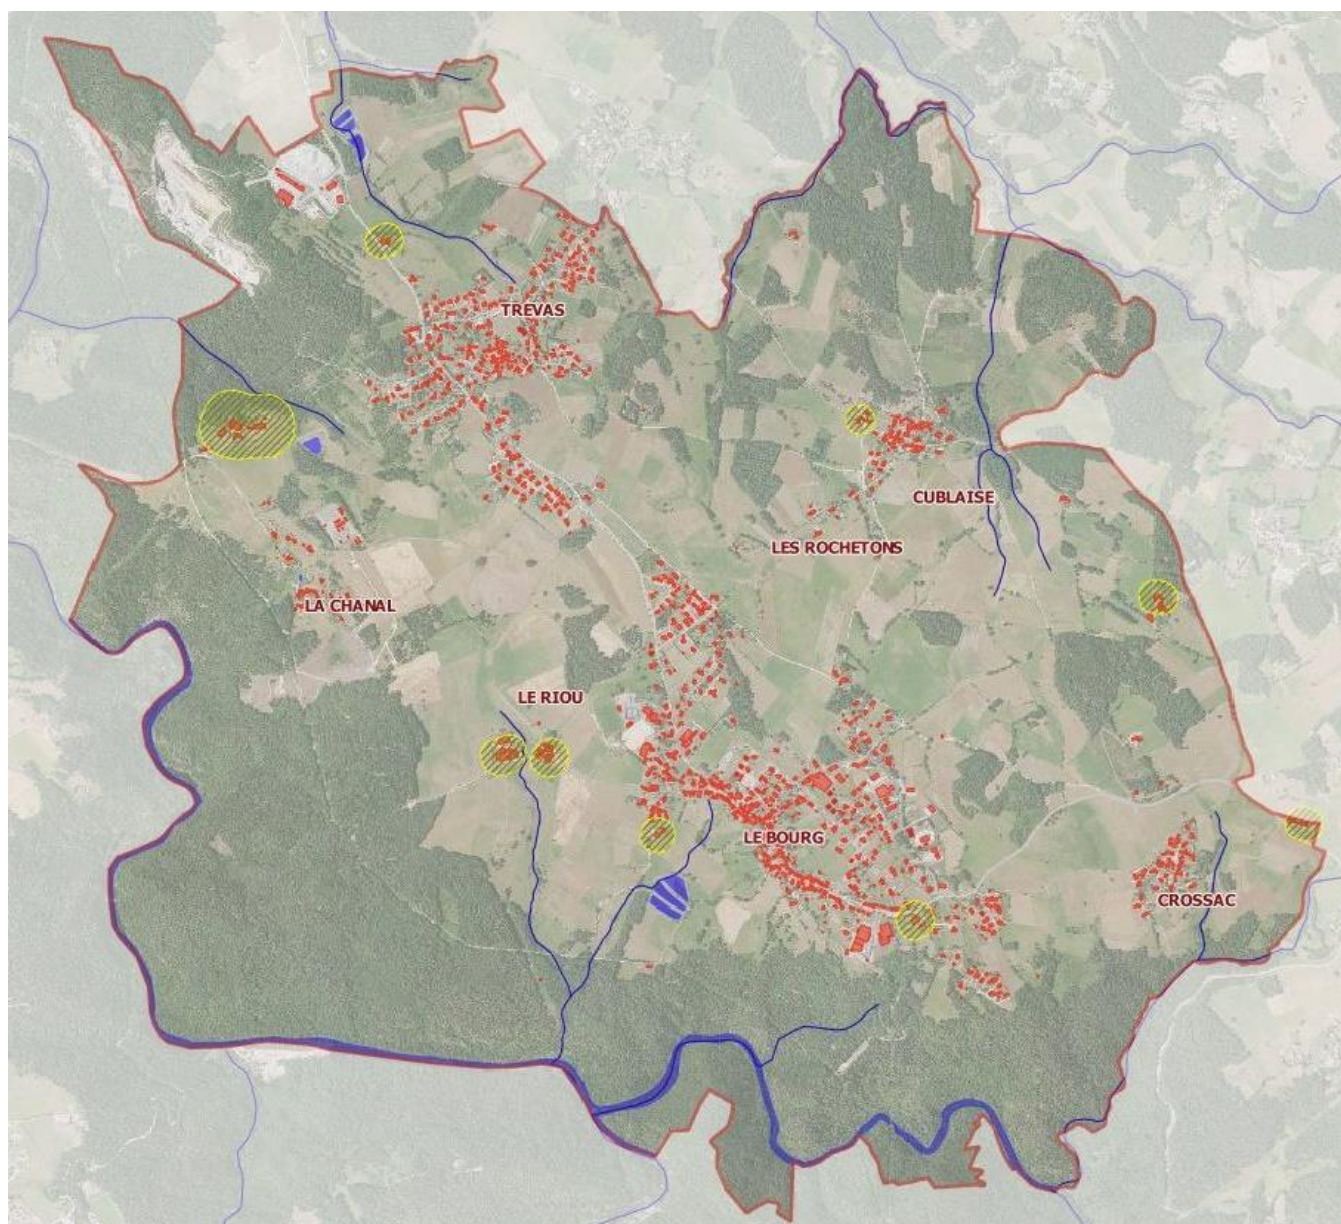 TREVAS
CUBLAISE
LES ROCHETONS
LA CHANAL
LE RIOU
LE BOURG
CROSSAC